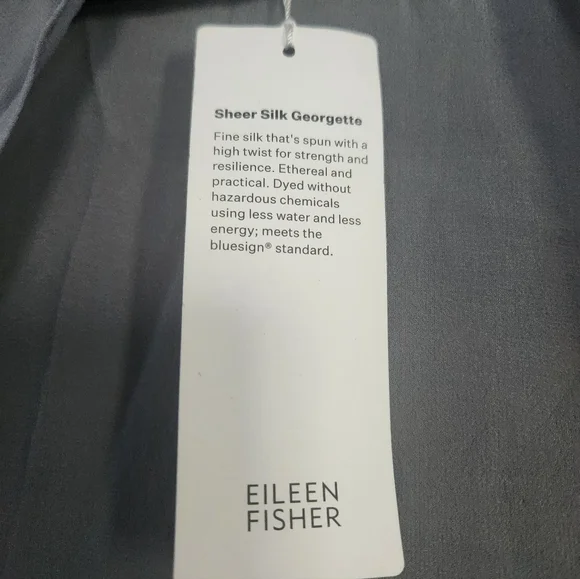 Sheer Silk Georgette
Fine silk that's spun with a
high twist for strength and
resilience. Ethereal and
practical. Dyed without
hazardous chemicals
using less water and less
energy; meets the
bluesign® standard.
EILEEN
FISHER